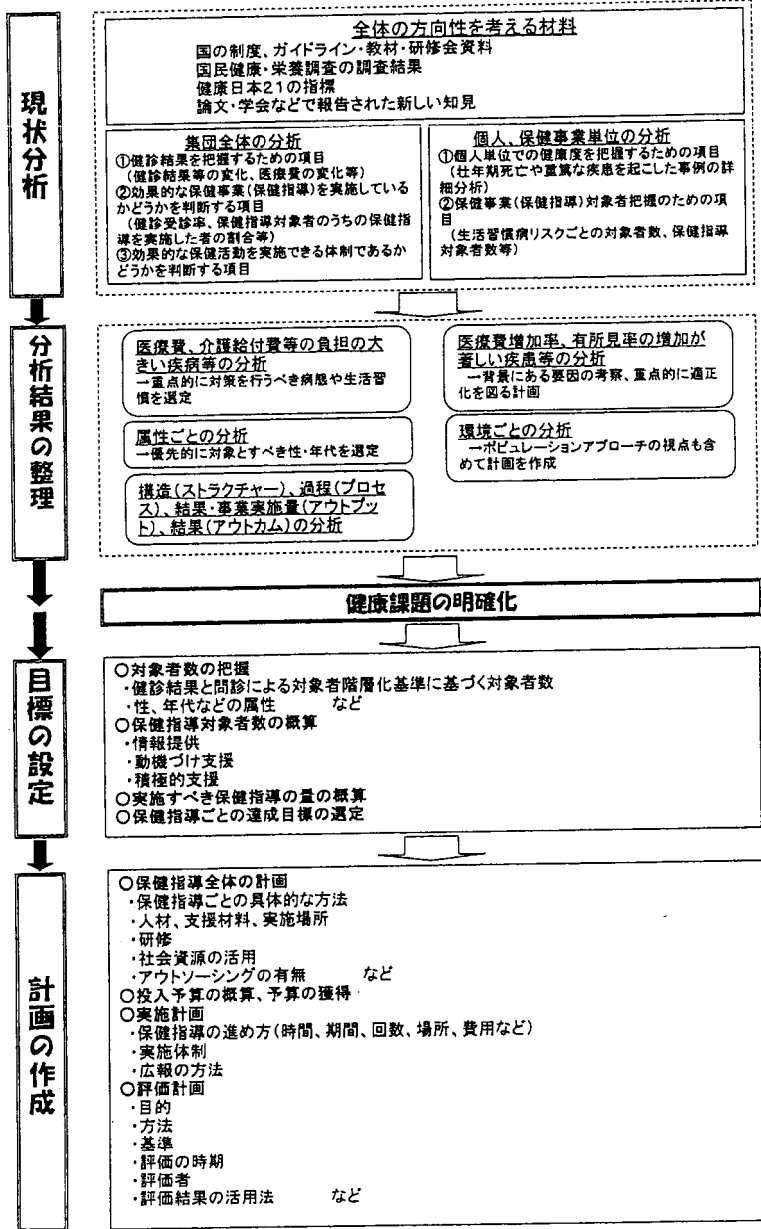 現状分析
全体の方向性を考える材料
国の制度、ガイドライン・教材・研修会資料
国民健康・栄養調査の調査結果
健康日本21の指標
論文・学会などで報告された新しい知見
集団全体の分析
①健診結果を把握するための項目
(健診結果等の変化、医療費の変化等)
②効果的な保健事業(保健指導)を実施している
かどうかを判断する項目
(健診受診率、保健指導対象者のうちの保健指
導を実施した者の割合等)
③効果的な保健活動を実施できる体制であるか
どうかを判断する項目
個人、保健事業単位の分析
①個人単位での健康度を把握するための項目
(壮年期死亡や重篤な疾患を起こした事例の詳
細分析)
②保健事業(保健指導)対象者把握のための項
目
(生活習慣病リスクごとの対象者数、保健指導
対象者数等)
分析結果の整理
医療費、介護給付費等の負担の大
きい疾病等の分析
→重点的に対策を行うべき病態や生活習
慣を選定
医療費増加率、有所見率の増加が
著しい疾患等の分析
→背景にある要因の考察、重点的に適正
化を図る計画
属性ごとの分析
→優先的に対象とすべき性・年代を選定
環境ごとの分析
→ポピュレーションアプローチの視点も含
めて計画を作成
構造(ストラクチャー)、過程(プロセ
ス)、結果・事業実施量(アウトプッ
ト)、結果(アウトカム)の分析
健康課題の明確化
目標の設定
○対象者数の把握
・健診結果と問診による対象者階層化基準に基づく対象者数
・性、年代などの属性　　など
○保健指導対象者数の概算
・情報提供
・動機づけ支援
・積極的支援
○実施すべき保健指導の量の概算
○保健指導ごとの達成目標の選定
計画の作成
○保健指導全体の計画
・保健指導ごとの具体的な方法
・人材、支援材料、実施場所
・研修
・社会資源の活用
・アウトソーシングの有無　　など
○投入予算の概算、予算の獲得
○実施計画
・保健指導の進め方(時間、期間、回数、場所、費用など)
・実施体制
・広報の方法
○評価計画
・目的
・方法
・基準
・評価の時期
・評価者
・評価結果の活用法　　など